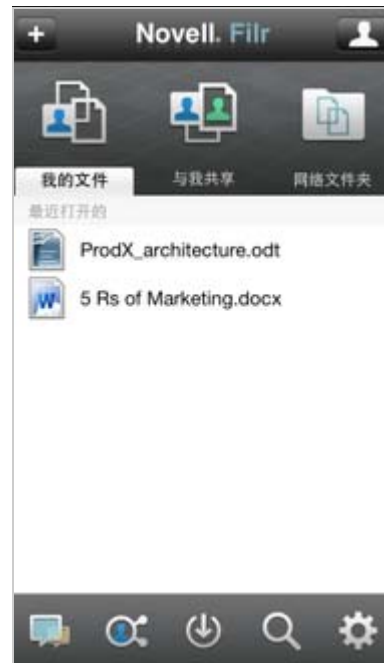 Novell. Filr
我的文件
与我共享
网络文件夹
最近打开的
ProdX_architecture.odt
5 Rs of Marketing.docx